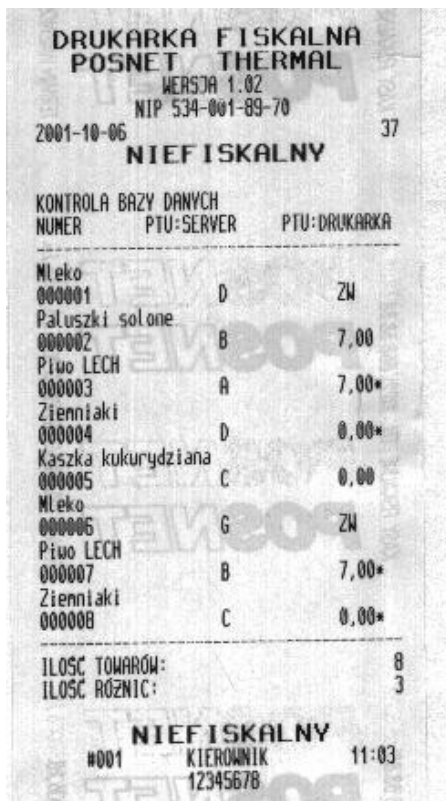 DRUKARKA FISKALNA
POSNET THERMAL
WERSJA 1.02
NIP 534-001-89-70
2001-10-06 37
NIEFISKALNY
KONTROLA BAZY DANYCH
NUMER PTU:SERVER PTU:DRUKARKA
Mleko
000001 D ZW
Paluszki solone
000002 B 7,00
Piwo LECH
000003 A 7,00*
Ziemniaki
000004 D 0,00*
Kaszka kukurydziana
000005 C 0,00
Mleko
000006 G ZW
Piwo LECH
000007 B 7,00*
Ziemniaki
000008 C 0,00*
ILOŚĆ TOWARÓW: 8
ILOŚĆ RÓŻNIC: 3
NIEFISKALNY
#001 KIEROWNIK 11:03
12345678